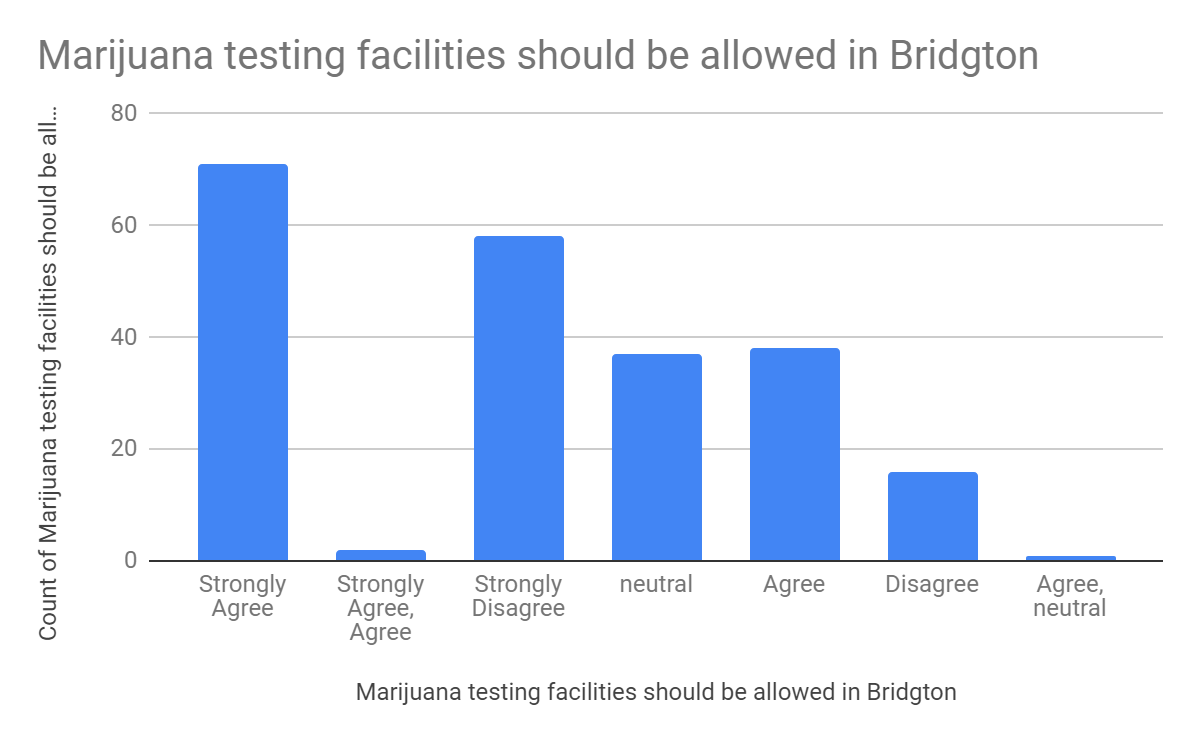 Marijuana testing facilities should be allowed in Bridgton
Count of Marijuana testing facilities should be all...
80
60
40
20
0
Strongly
Agree
Strongly
Agree,
Agree
Strongly
Disagree
neutral
Agree
Disagree
Agree,
neutral
Marijuana testing facilities should be allowed in Bridgton